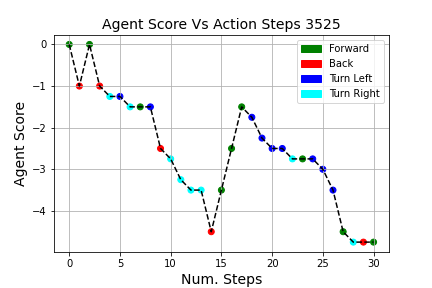 Agent Score Vs Action Steps 3525
Forward
Back
Turn Left
Turn Right
Agent Score
0
−1
−2
−3
−4
0 5 10 15 20 25 30
Num. Steps